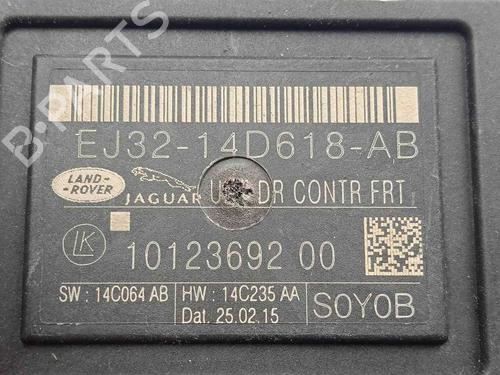 B-PARTS
EJ32-14D618-AB
LAND-
-ROVER
JAGUAR DR CONTR FRT
LK
10123692 00
SW : 14C064 AB HW : 14C235 AA
Dat. 25.02.15
SOYOB